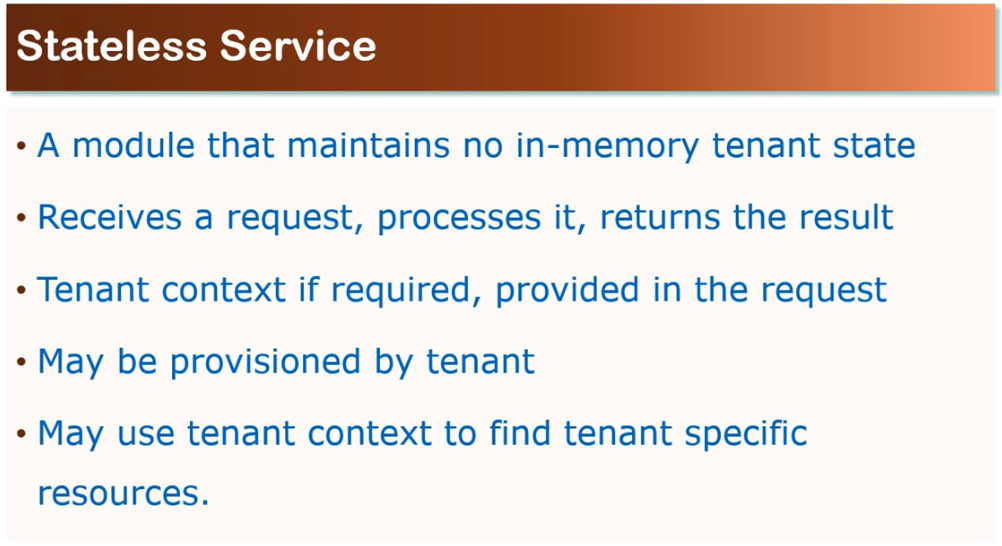 Stateless Service
• A module that maintains no in-memory tenant state
• Receives a request, processes it, returns the result
• Tenant context if required, provided in the request
• May be provisioned by tenant
• May use tenant context to find tenant specific
resources.